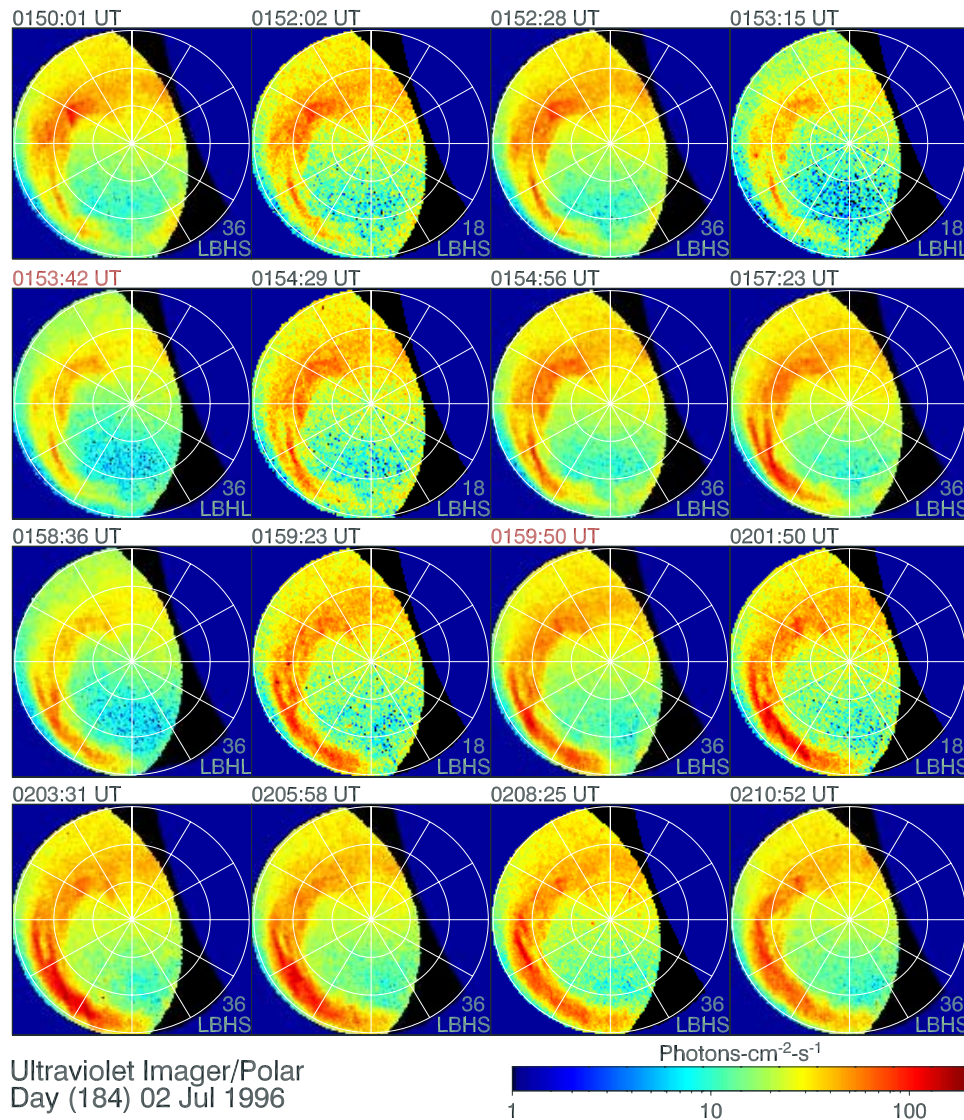 0150:01 UT 0152:02 UT 0152:28 UT 0153:15 UT
36 18 36 18
LBHS LBHS LBHS LBHL
0153:42 UT 0154:29 UT 0154:56 UT 0157:23 UT
36 18 36 36
LBHL LBHS LBHS LBHS
0158:36 UT 0159:23 UT 0159:50 UT 0201:50 UT
36 18 36 18
LBHL LBHS LBHS LBHS
0203:31 UT 0205:58 UT 0208:25 UT 0210:52 UT
36 36 36 36
LBHS LBHS LBHS LBHS
Ultraviolet Imager/Polar
Day (184) 02 Jul 1996
Photons-cm⁻²-s⁻¹
1 10 100